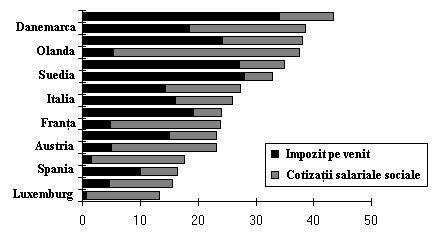 Danemarca
Olanda
Suedia
Italia
Franța
Austria
Spania
Luxemburg
Impozit pe venit
Cotizații salariale sociale
0 10 20 30 40 50